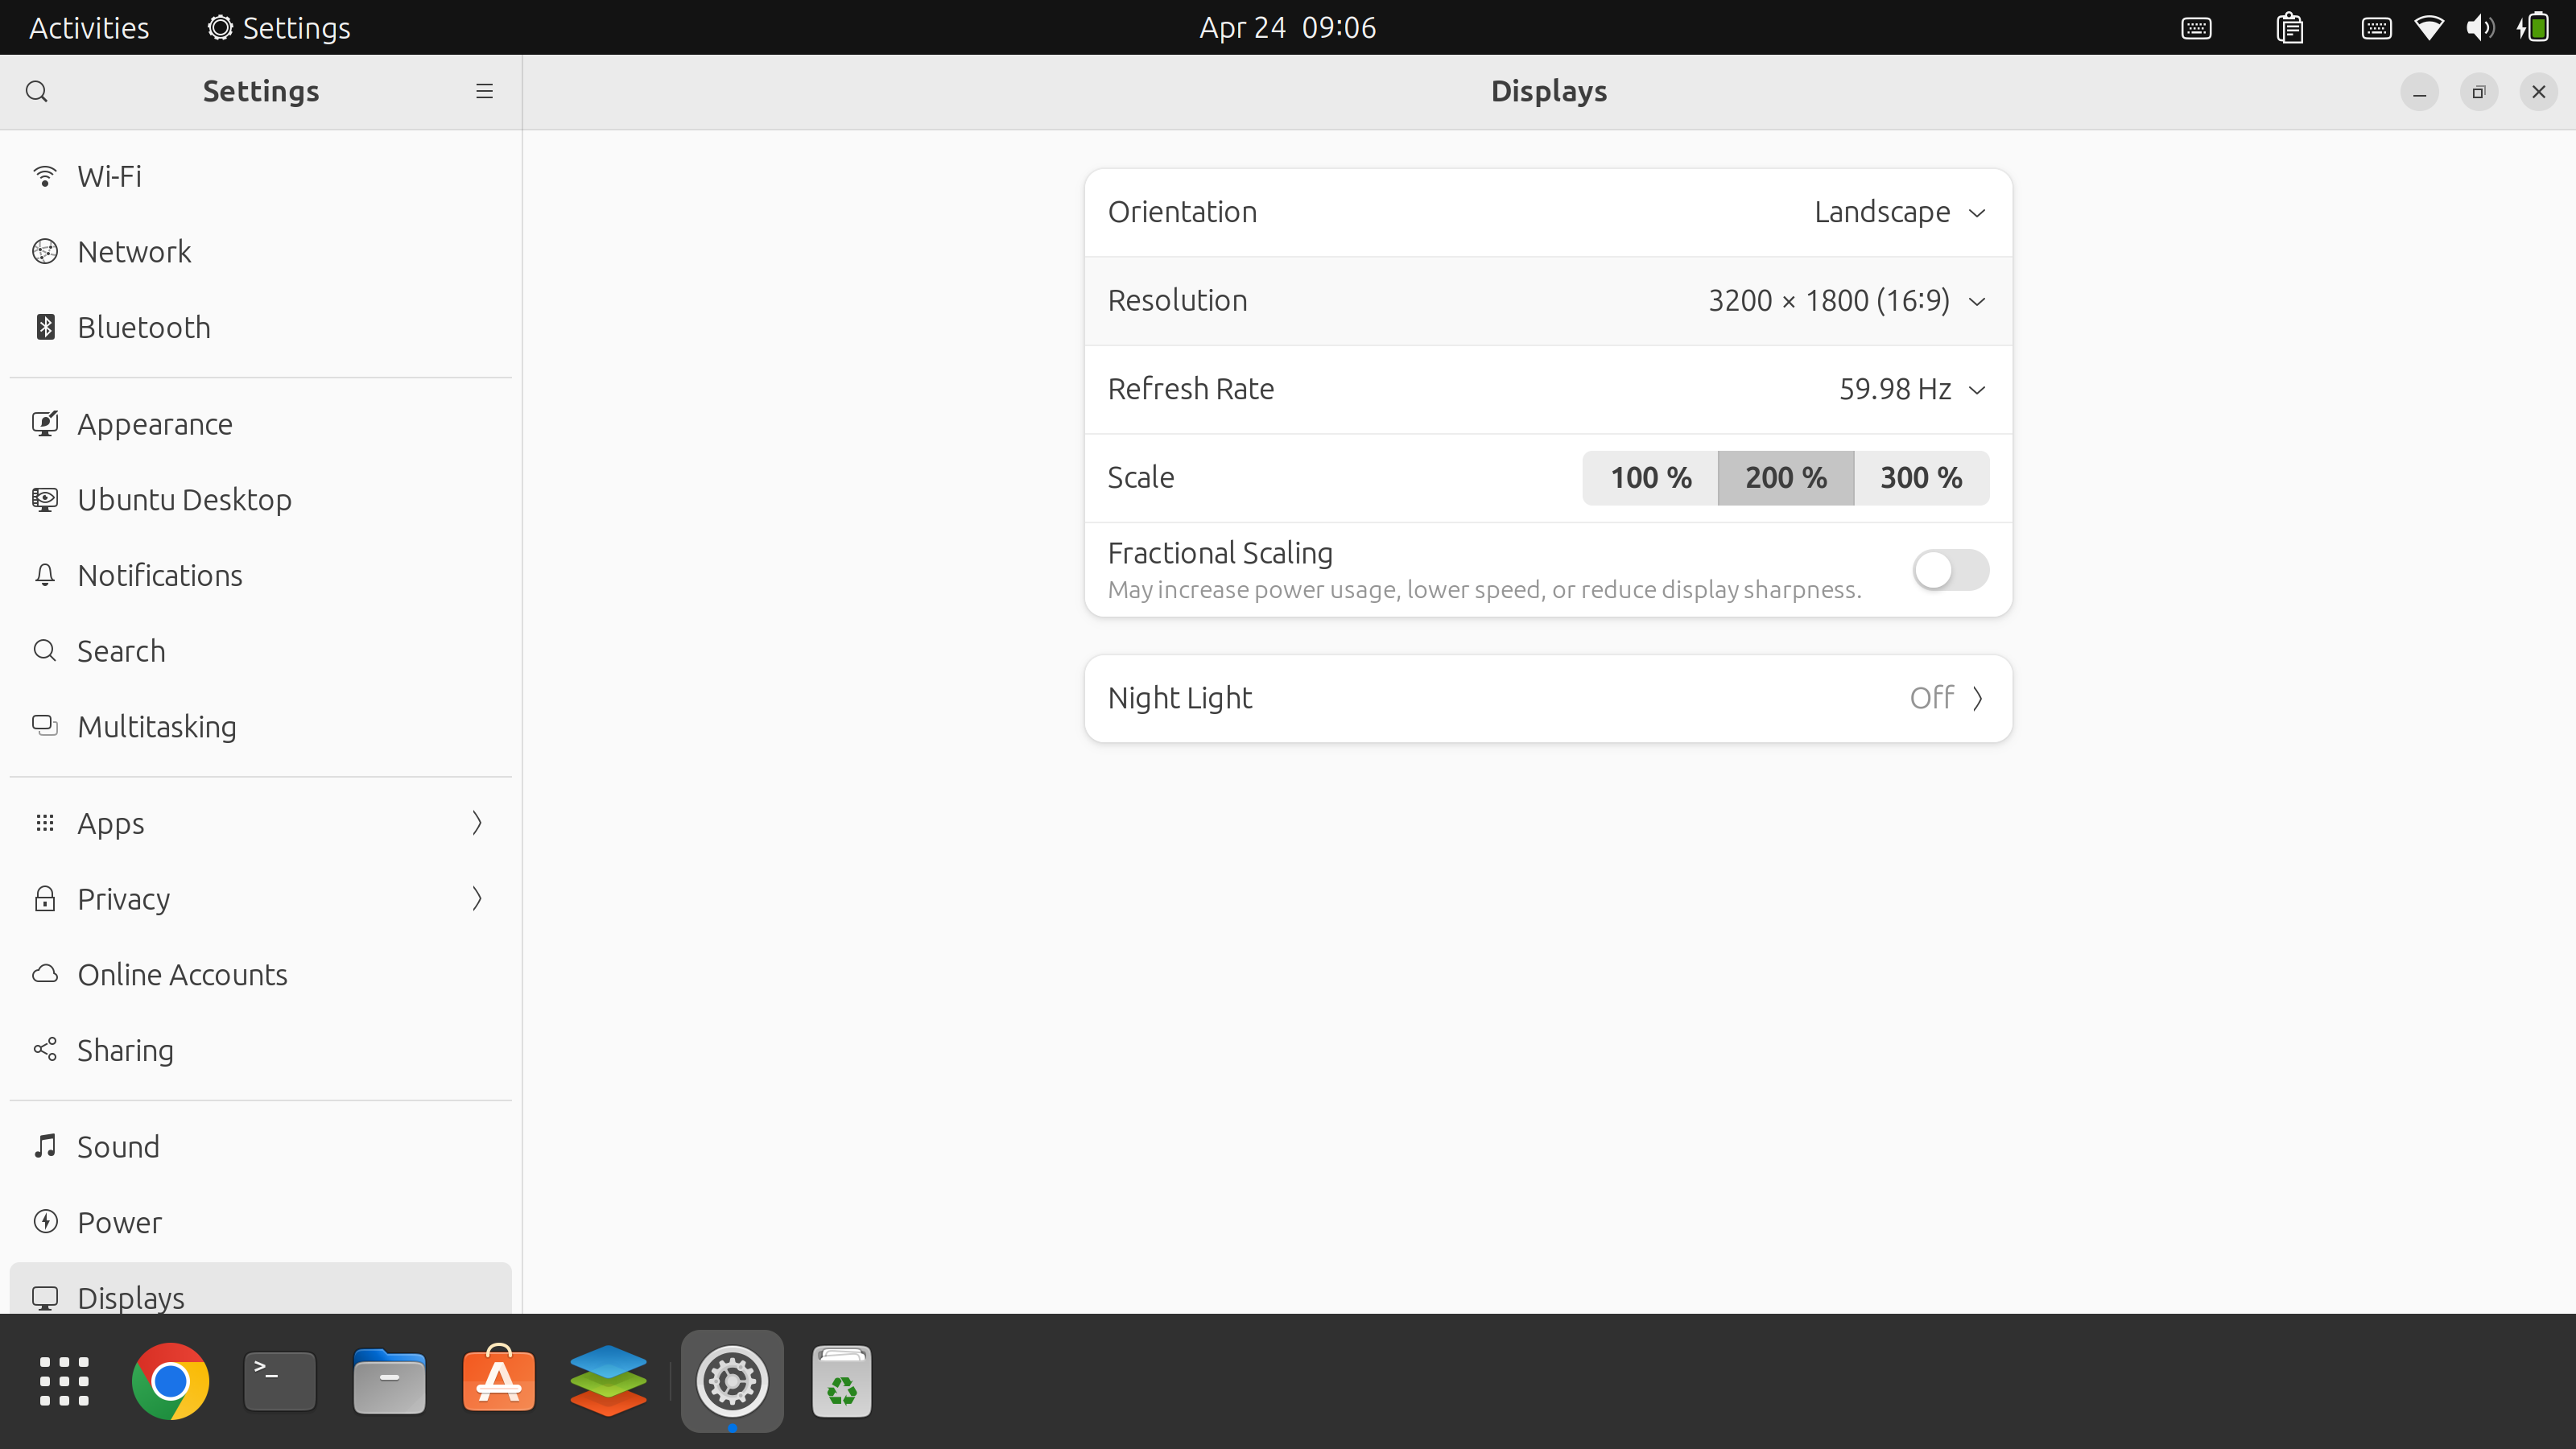 Activities
Settings
Apr 24 09:06
Settings
Displays
Wi-Fi
Network
Bluetooth
Appearance
Ubuntu Desktop
Notifications
Search
Multitasking
Apps
Privacy
Online Accounts
Sharing
Sound
Power
Displays
Orientation
Landscape
Resolution
3200 × 1800 (16:9)
Refresh Rate
59.98 Hz
Scale
100 %
200 %
300 %
Fractional Scaling
May increase power usage, lower speed, or reduce display sharpness.
Night Light
Off
>_